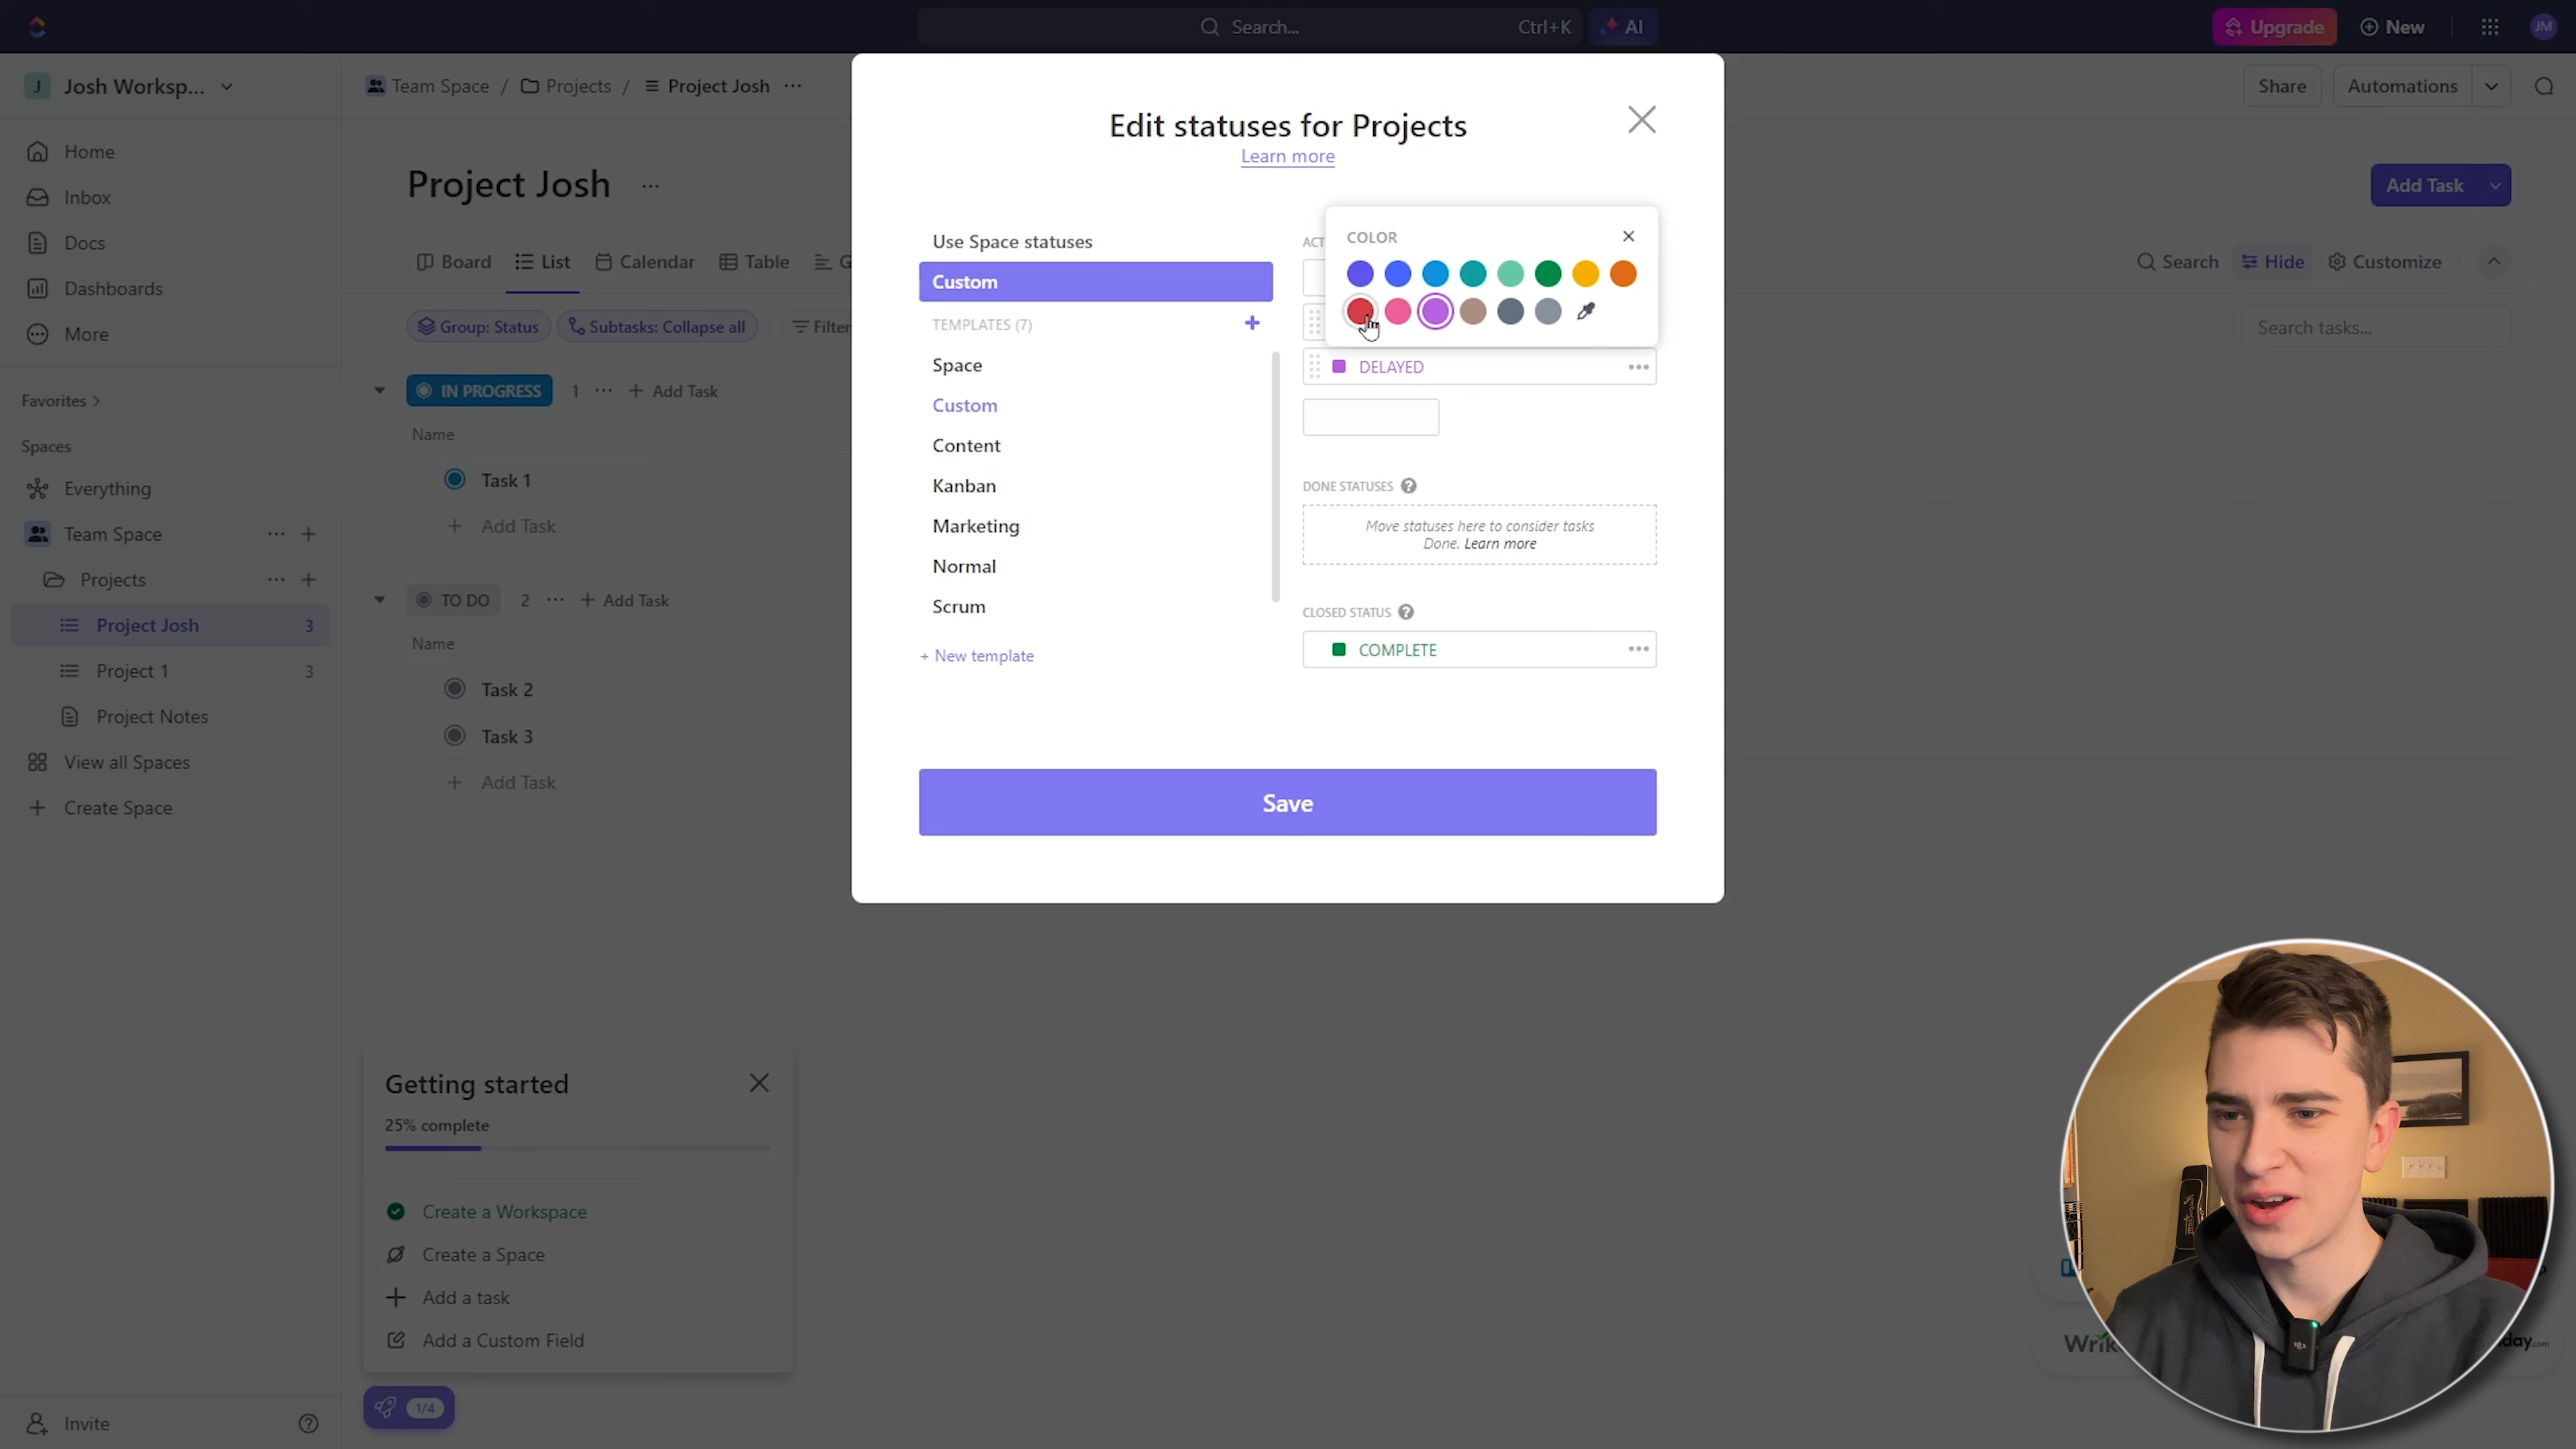 Search...
Ctrl+K
AI
Upgrade
New
JM
J
Josh Worksp...
Team Space / Projects / Project Josh ...
Share
Automations
Home
Inbox
Docs
Dashboards
More
Favorites
Spaces
Everything
Team Space
Projects
Project Josh 3
Project 1 3
Project Notes
View all Spaces
Create Space
Invite
Project Josh ...
Add Task
Board
List
Calendar
Table
G
Search
Hide
Customize
Group: Status
Subtasks: Collapse all
Filter
Search tasks...
IN PROGRESS 1 ... + Add Task
Name
Task 1
+ Add Task
TO DO 2 ... + Add Task
Name
Task 2
Task 3
+ Add Task
Edit statuses for Projects
Learn more
Use Space statuses
Custom
TEMPLATES (7)
Space
Custom
Content
Kanban
Marketing
Normal
Scrum
+ New template
ACT
COLOR
DELAYED
DONE STATUSES
Move statuses here to consider tasks
Done. Learn more
CLOSED STATUS
COMPLETE
Save
Getting started
25% complete
Create a Workspace
Create a Space
Add a task
Add a Custom Field
1/4
Wrik
day.com